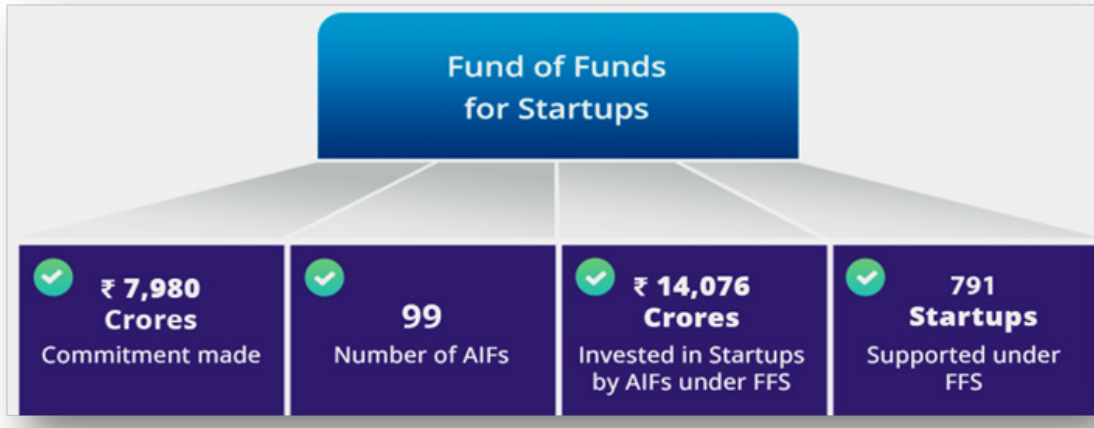 Fund of Funds
for Startups
₹ 7,980
Crores
Commitment made
99
Number of AIFs
₹ 14,076
Crores
Invested in Startups
by AIFs under FFS
791
Startups
Supported under
FFS